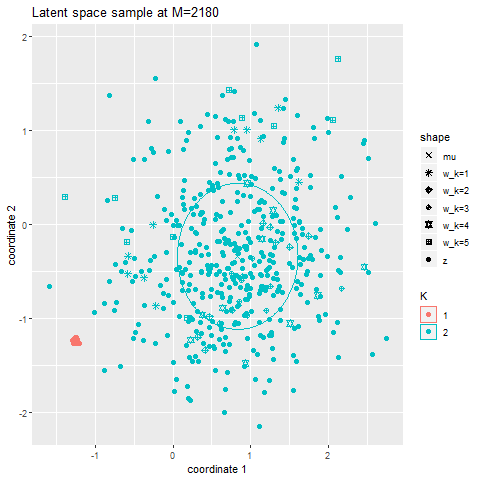 Latent space sample at M=2180
2
1
0
-1
-2
coordinate 2
-1
0
1
2
coordinate 1
shape
mu
w_k=1
w_k=2
w_k=3
w_k=4
w_k=5
z
K
1
2